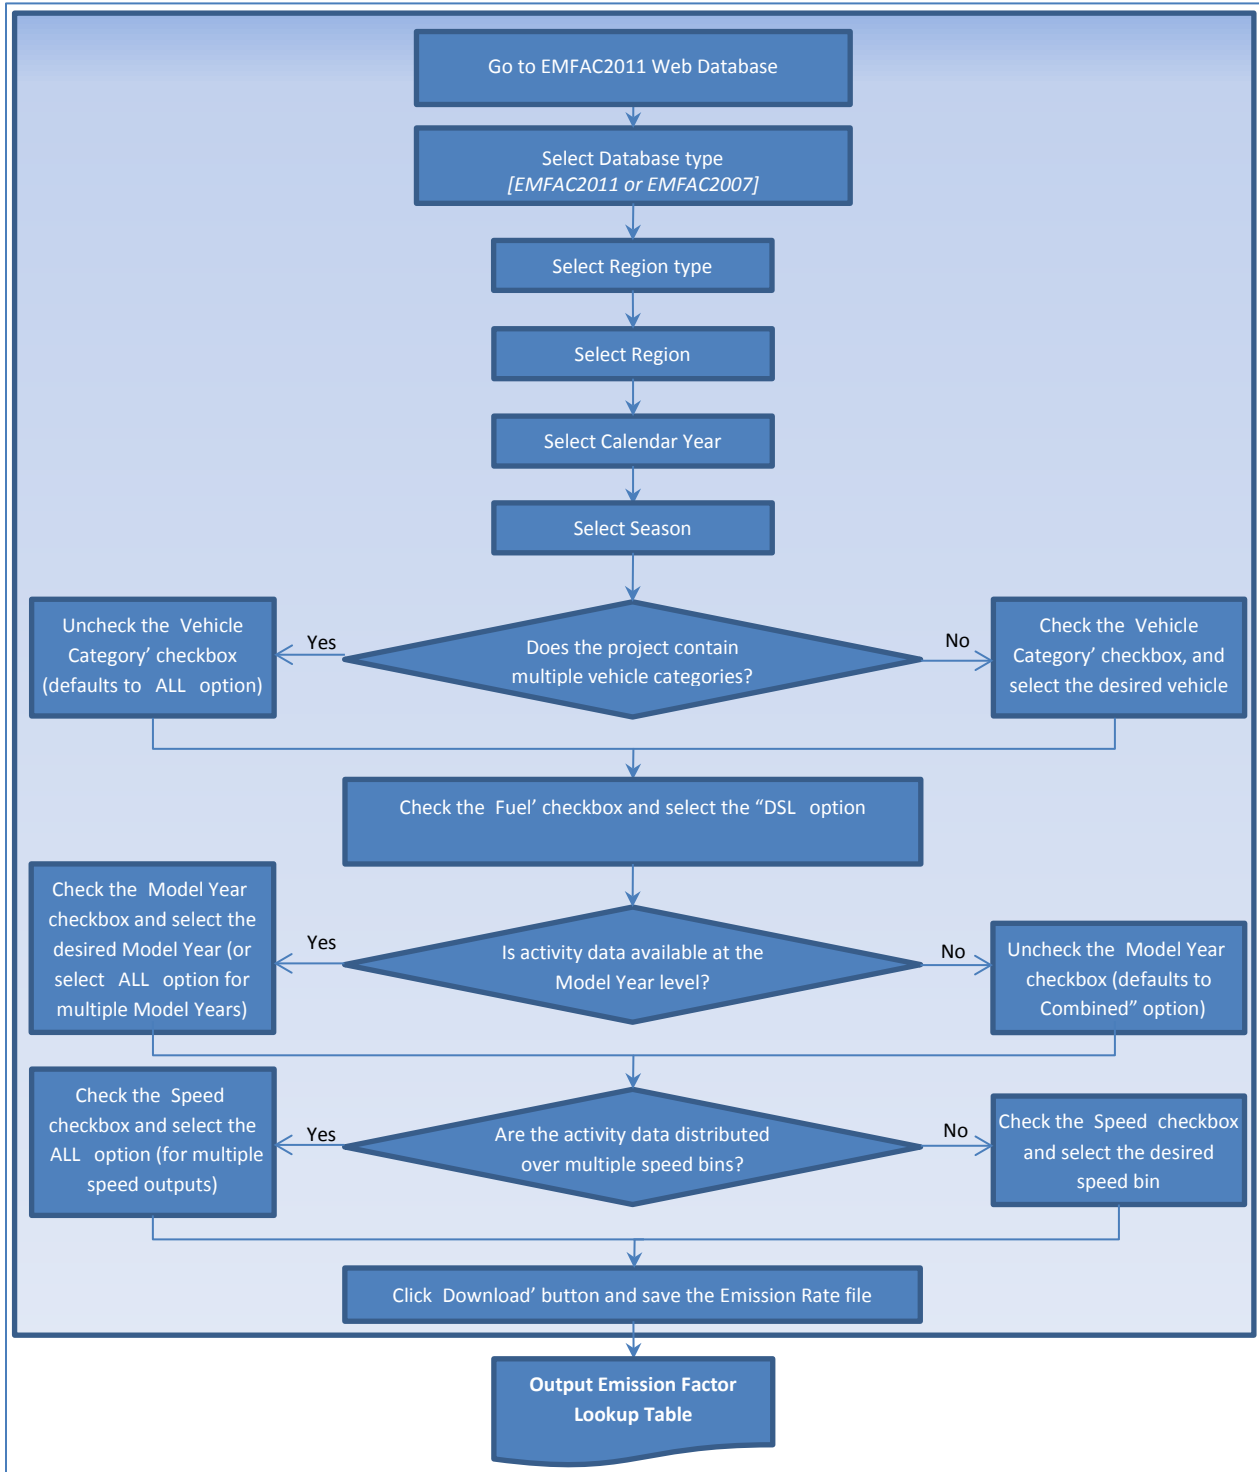 Go to EMFAC2011 Web Database
Select Database type
[EMFAC2011 or EMFAC2007]
Select Region type
Select Region
Select Calendar Year
Select Season
Does the project contain
multiple vehicle categories?
Yes
Uncheck the Vehicle
Category’ checkbox
(defaults to ALL option)
No
Check the Vehicle
Category’ checkbox, and
select the desired vehicle
Check the Fuel’ checkbox and select the “DSL option
Is activity data available at the
Model Year level?
Yes
Check the Model Year
checkbox and select the
desired Model Year (or
select ALL option for
multiple Model Years)
No
Uncheck the Model Year
checkbox (defaults to
Combined” option)
Are the activity data distributed
over multiple speed bins?
Yes
Check the Speed
checkbox and select the
ALL option (for multiple
speed outputs)
No
Check the Speed checkbox
and select the desired
speed bin
Click Download’ button and save the Emission Rate file
Output Emission Factor
Lookup Table